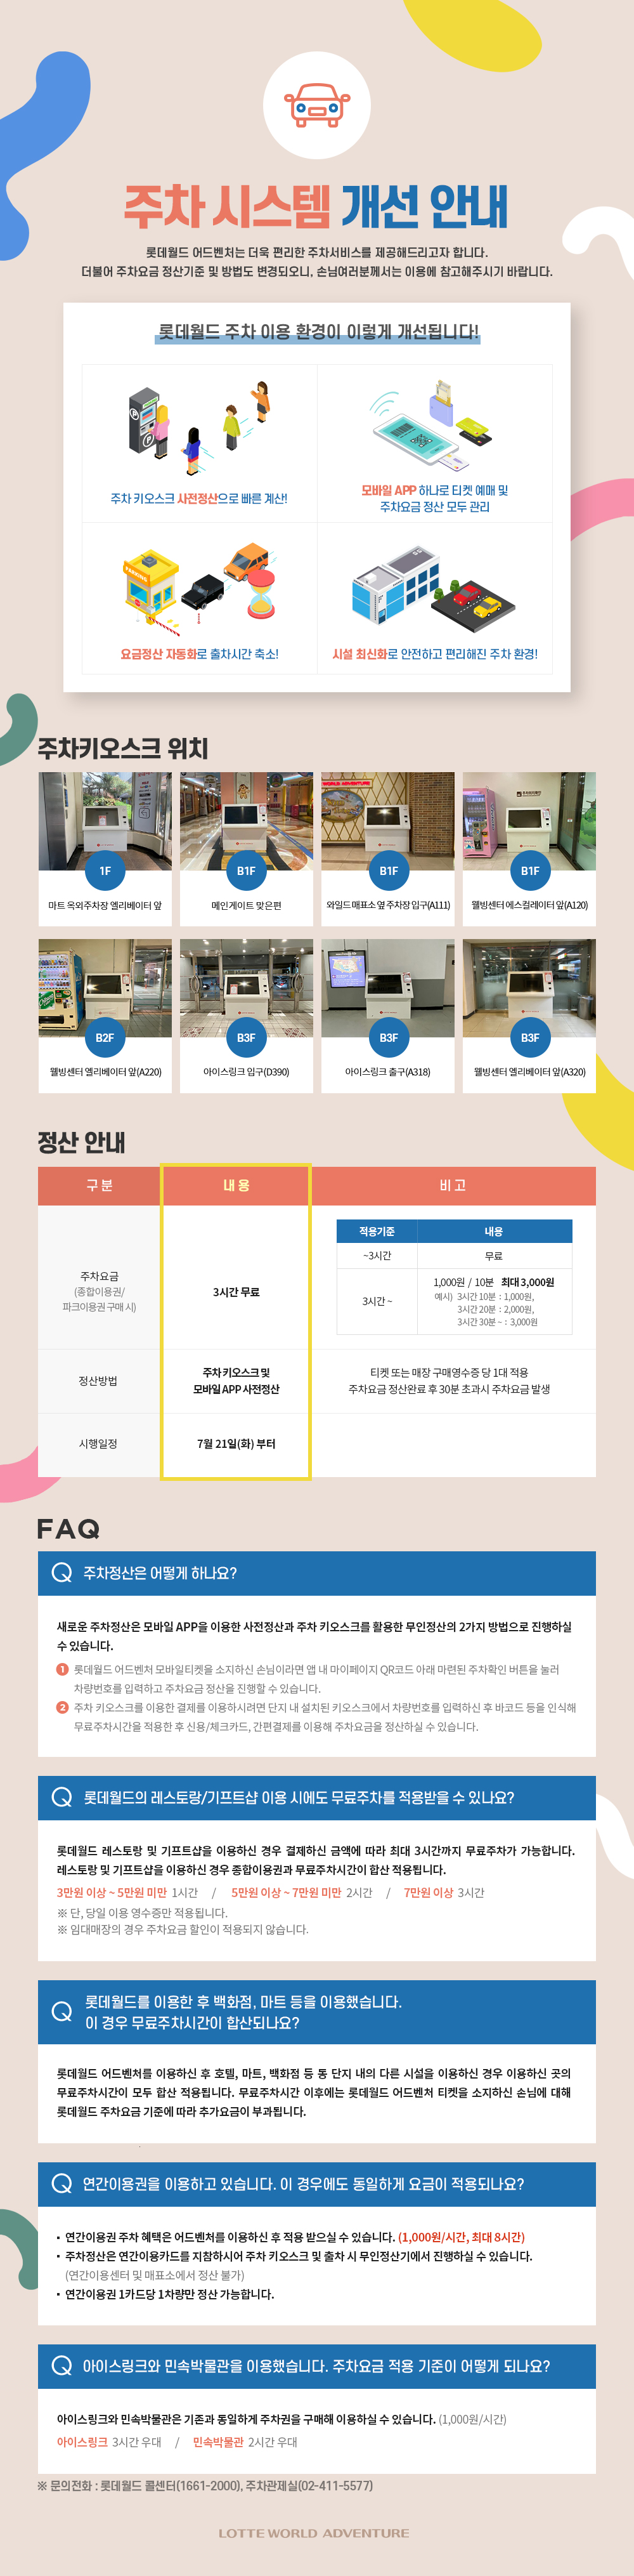 주차 시스템 개선 안내
롯데월드 어드벤처는 더욱 편리한 주차서비스를 제공해드리고자 합니다.
더불어 주차요금 정산기준 및 방법도 변경되오니, 손님여러분께서는 이용에 참고해주시기 바랍니다.
롯데월드 주차 이용 환경이 이렇게 개선됩니다!
주차 키오스크 사전정산으로 빠른 계산!
모바일 APP 하나로 티켓 예매 및
주차요금 정산 모두 관리
PARKING
요금정산 자동화로 출차시간 축소!
시설 최신화로 안전하고 편리해진 주차 환경!
주차키오스크 위치
WORLD ADVENTURE
1F
B1F
B1F
B1F
마트 옥외주차장 엘리베이터 앞
메인게이트 맞은편
와일드 매표소 옆 주차장 입구(A111)
웰빙센터 에스컬레이터 앞(A120)
B2F
B3F
B3F
B3F
웰빙센터 엘리베이터 앞(A220)
아이스링크 입구(D390)
아이스링크 출구(A318)
웰빙센터 엘리베이터 앞(A320)
정산 안내
구 분
내 용
비 고
주차요금
(종합이용권/
파크이용권 구매 시)
3시간 무료
적용기준
내용
~3시간
무료
3시간 ~
1,000원 / 10분 최대 3,000원
예시) 3시간 10분 : 1,000원,
3시간 20분 : 2,000원,
3시간 30분 ~ : 3,000원
정산방법
주차 키오스크 및
모바일 APP 사전정산
티켓 또는 매장 구매영수증 당 1대 적용
주차요금 정산완료 후 30분 초과시 주차요금 발생
시행일정
7월 21일(화) 부터
FAQ
Q 주차정산은 어떻게 하나요?
새로운 주차정산은 모바일 APP을 이용한 사전정산과 주차 키오스크를 활용한 무인정산의 2가지 방법으로 진행하실
수 있습니다.
1 롯데월드 어드벤처 모바일티켓을 소지하신 손님이라면 앱 내 마이페이지 QR코드 아래 마련된 주차확인 버튼을 눌러
차량번호를 입력하고 주차요금 정산을 진행할 수 있습니다.
2 주차 키오스크를 이용한 결제를 이용하시려면 단지 내 설치된 키오스크에서 차량번호를 입력하신 후 바코드 등을 인식해
무료주차시간을 적용한 후 신용/체크카드, 간편결제를 이용해 주차요금을 정산하실 수 있습니다.
Q 롯데월드의 레스토랑/기프트샵 이용 시에도 무료주차를 적용받을 수 있나요?
롯데월드 레스토랑 및 기프트샵을 이용하신 경우 결제하신 금액에 따라 최대 3시간까지 무료주차가 가능합니다.
레스토랑 및 기프트샵을 이용하신 경우 종합이용권과 무료주차시간이 합산 적용됩니다.
3만원 이상 ~ 5만원 미만 1시간 / 5만원 이상 ~ 7만원 미만 2시간 / 7만원 이상 3시간
※ 단, 당일 이용 영수증만 적용됩니다.
※ 임대매장의 경우 주차요금 할인이 적용되지 않습니다.
Q 롯데월드를 이용한 후 백화점, 마트 등을 이용했습니다.
이 경우 무료주차시간이 합산되나요?
롯데월드 어드벤처를 이용하신 후 호텔, 마트, 백화점 등 동 단지 내의 다른 시설을 이용하신 경우 이용하신 곳의
무료주차시간이 모두 합산 적용됩니다. 무료주차시간 이후에는 롯데월드 어드벤처 티켓을 소지하신 손님에 대해
롯데월드 주차요금 기준에 따라 추가요금이 부과됩니다.
Q 연간이용권을 이용하고 있습니다. 이 경우에도 동일하게 요금이 적용되나요?
• 연간이용권 주차 혜택은 어드벤처를 이용하신 후 적용 받으실 수 있습니다. (1,000원/시간, 최대 8시간)
• 주차정산은 연간이용카드를 지참하시어 주차 키오스크 및 출차 시 무인정산기에서 진행하실 수 있습니다.
(연간이용센터 및 매표소에서 정산 불가)
• 연간이용권 1카드당 1차량만 정산 가능합니다.
Q 아이스링크와 민속박물관을 이용했습니다. 주차요금 적용 기준이 어떻게 되나요?
아이스링크와 민속박물관은 기존과 동일하게 주차권을 구매해 이용하실 수 있습니다. (1,000원/시간)
아이스링크 3시간 우대 / 민속박물관 2시간 우대
※ 문의전화 : 롯데월드 콜센터(1661-2000), 주차관제실(02-411-5577)
LOTTE WORLD ADVENTURE